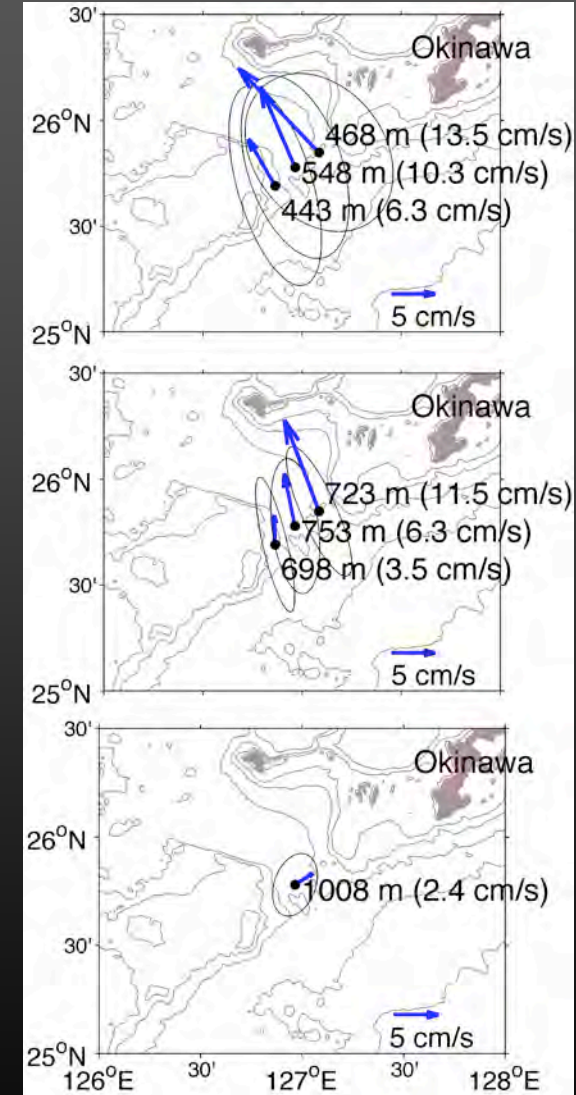 30'
Okinawa
26°N
468 m (13.5 cm/s)
548 m (10.3 cm/s)
443 m (6.3 cm/s)
30'
5 cm/s
25°N
30'
Okinawa
26°N
723 m (11.5 cm/s)
753 m (6.3 cm/s)
698 m (3.5 cm/s)
30'
5 cm/s
25°N
30'
Okinawa
26°N
1008 m (2.4 cm/s)
30'
5 cm/s
25°N
126°E 30' 127°E 30' 128°E